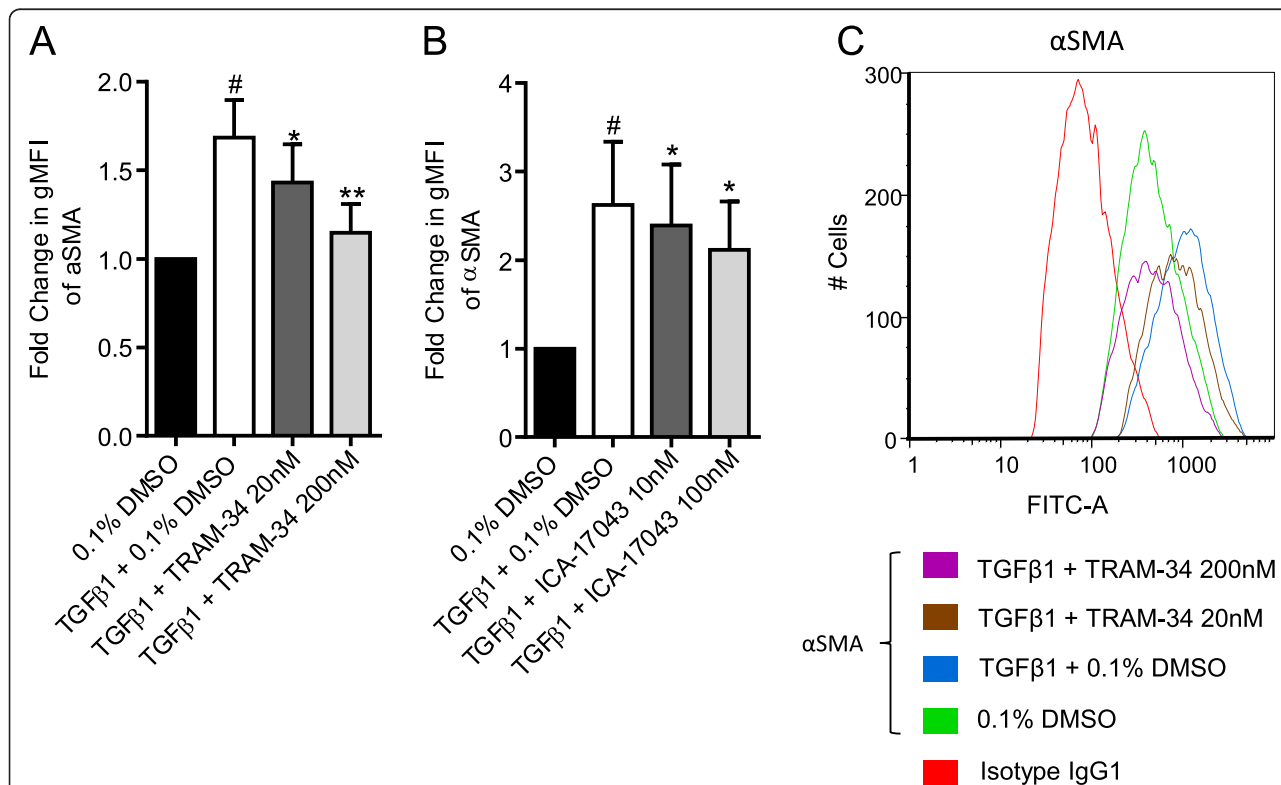 A
Fold Change in gMFI
of aSMA
2.0
1.5
1.0
0.5
0.0
#
*
**
0.1% DMSO
TGFβ1 + 0.1% DMSO
TGFβ1 + TRAM-34 20nM
TGFβ1 + TRAM-34 200nM
B
Fold Change in gMFI
of αSMA
4
3
2
1
0
#
*
*
0.1% DMSO
TGFβ1 + 0.1% DMSO
TGFβ1 + ICA-17043 10nM
TGFβ1 + ICA-17043 100nM
C
αSMA
# Cells
300
200
100
0
1
10
100
1000
FITC-A
αSMA
TGFβ1 + TRAM-34 200nM
TGFβ1 + TRAM-34 20nM
TGFβ1 + 0.1% DMSO
0.1% DMSO
Isotype IgG1